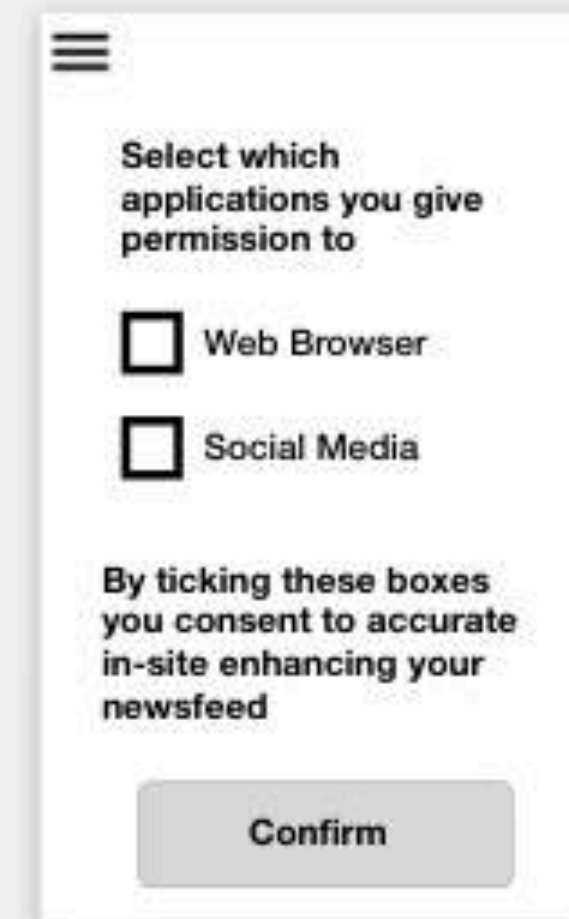 Select which
applications you give
permission to
Web Browser
Social Media
By ticking these boxes
you consent to accurate
in-site enhancing your
newsfeed
Confirm